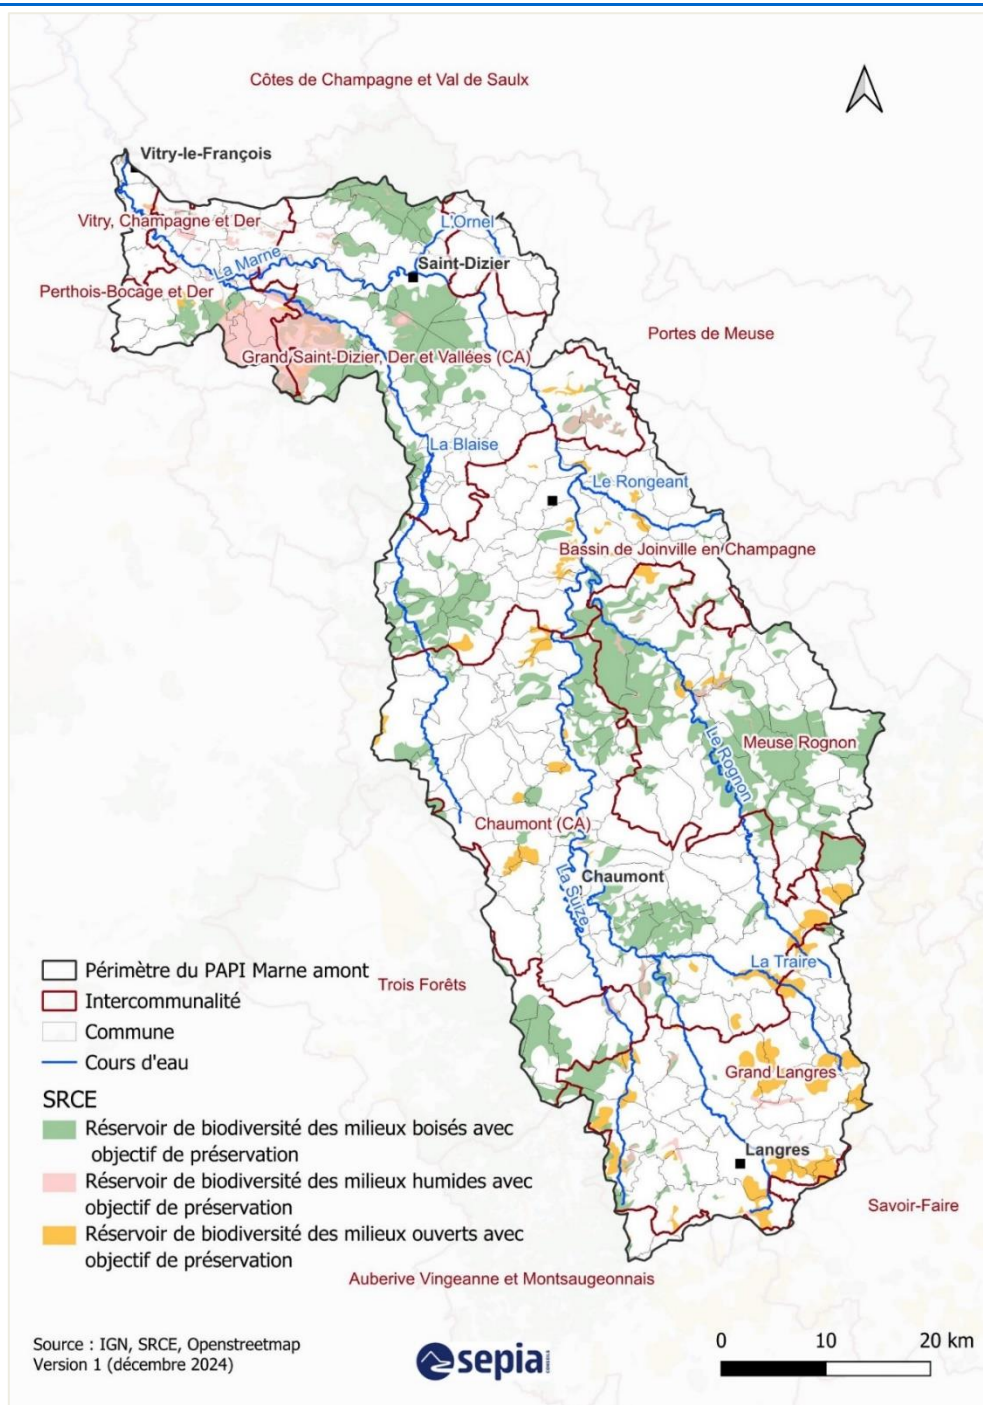 Côtes de Champagne et Val de Saulx
Vitry-le-François
Vitry, Champagne et Der
L'Ornel
La Marne
Saint-Dizier
Perthois-Bocage et Der
Portes de Meuse
Grand Saint-Dizier, Der et Vallées (CA)
La Blaise
Le Rongeant
Bassin de Joinville en Champagne
Le Rognon
Meuse Rognon
Chaumont (CA)
Chaumont
La Suize
La Traire
Trois Forêts
Grand Langres
Langres
Savoir-Faire
Auberive Vingeanne et Montsaugeonnais
Périmètre du PAPI Marne amont
Intercommunalité
Commune
Cours d'eau
SRCE
Réservoir de biodiversité des milieux boisés avec
objectif de préservation
Réservoir de biodiversité des milieux humides avec
objectif de préservation
Réservoir de biodiversité des milieux ouverts avec
objectif de préservation
Source : IGN, SRCE, Openstreetmap
Version 1 (décembre 2024)
sepia
0 10 20 km